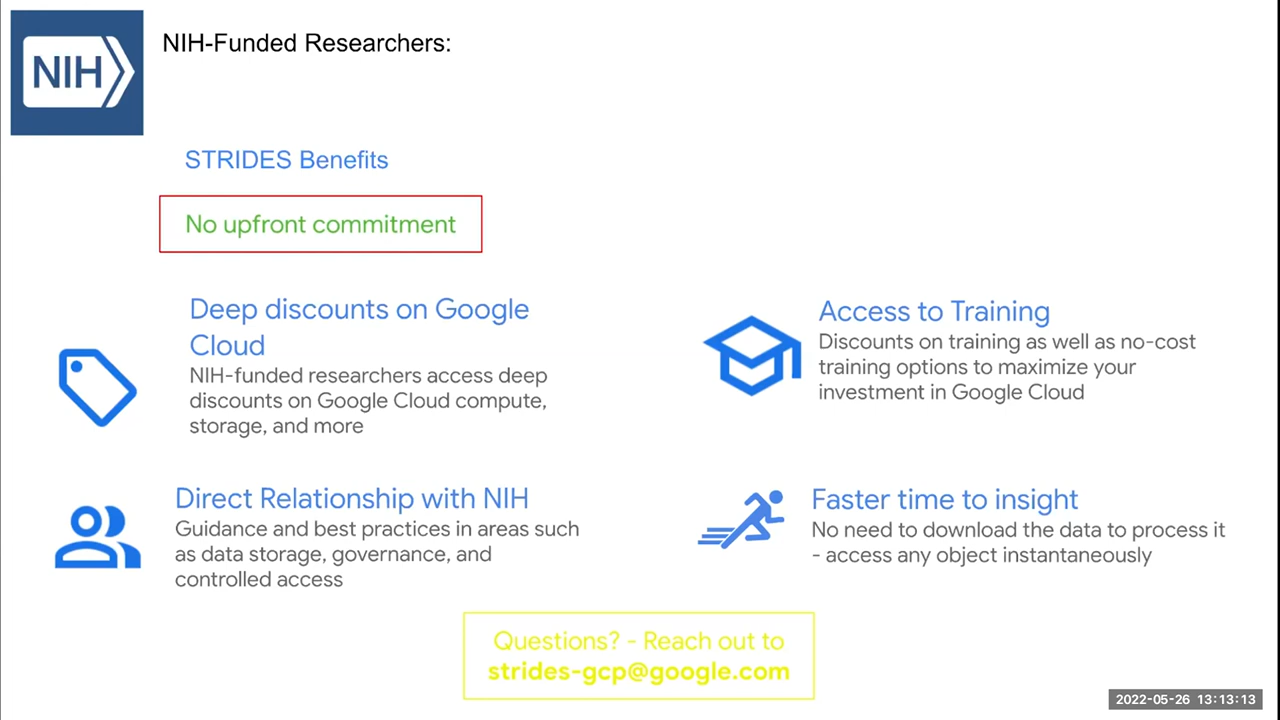 NIH
NIH-Funded Researchers:
STRIDES Benefits
No upfront commitment
Deep discounts on Google
Cloud
NIH-funded researchers access deep
discounts on Google Cloud compute,
storage, and more
Access to Training
Discounts on training as well as no-cost
training options to maximize your
investment in Google Cloud
Direct Relationship with NIH
Guidance and best practices in areas such
as data storage, governance, and
controlled access
Faster time to insight
No need to download the data to process it
- access any object instantaneously
Questions? - Reach out to
strides-gcp@google.com
2022-05-26 13:13:13